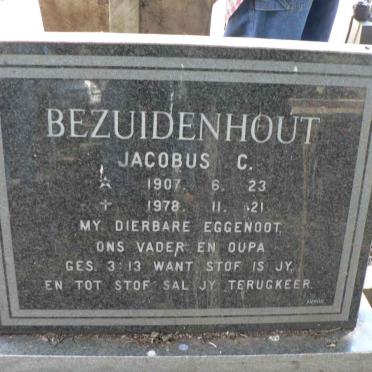 BEZUIDENHOUT
JACOBUS C.
☆ 1907. 6. 23
✝ 1978. 11. 21
MY DIERBARE EGGENOOT,
ONS VADER EN OUPA
GES. 3:13 WANT STOF IS JY,
EN TOT STOF SAL JY TERUGKEER.